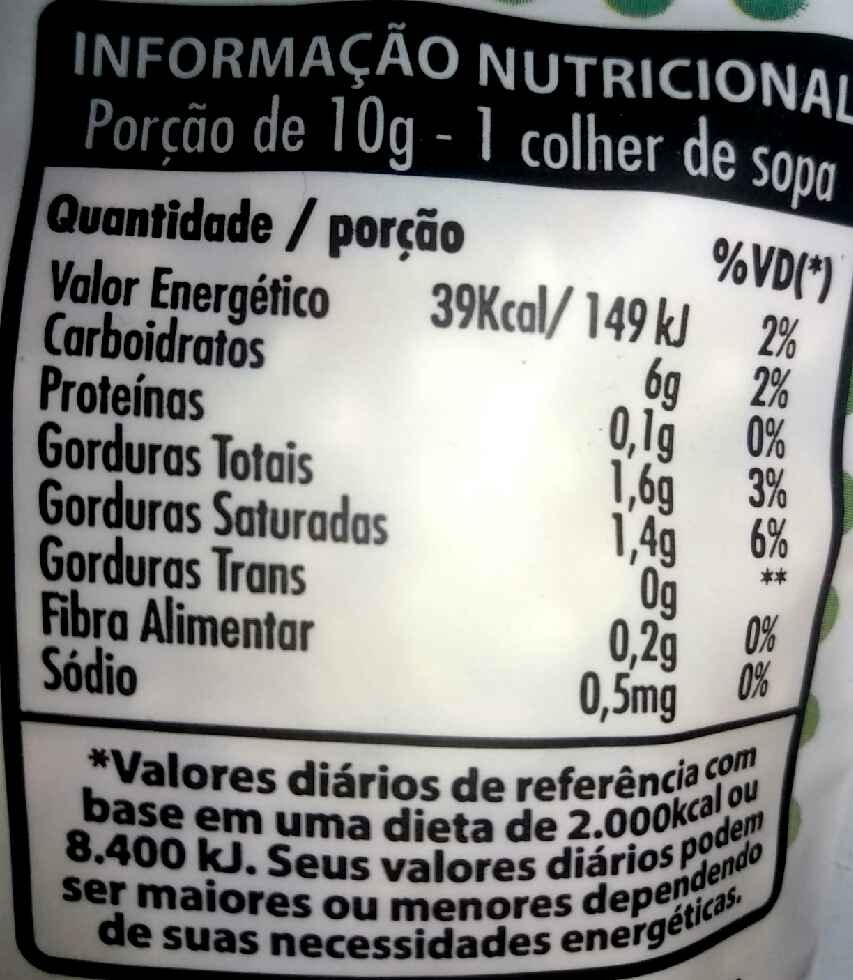 INFORMAÇÃO NUTRICIONAL
Porção de 10g - 1 colher de sopa
Quantidade / porção %VD(*)
Valor Energético 39Kcal/ 149 kJ 2%
Carboidratos 6g 2%
Proteínas 0,1g 0%
Gorduras Totais 1,6g 3%
Gorduras Saturadas 1,4g 6%
Gorduras Trans 0g **
Fibra Alimentar 0,2g 0%
Sódio 0,5mg 0%
*Valores diários de referência com
base em uma dieta de 2.000kcal ou
8.400 kJ. Seus valores diários podem
ser maiores ou menores dependendo
de suas necessidades energéticas.